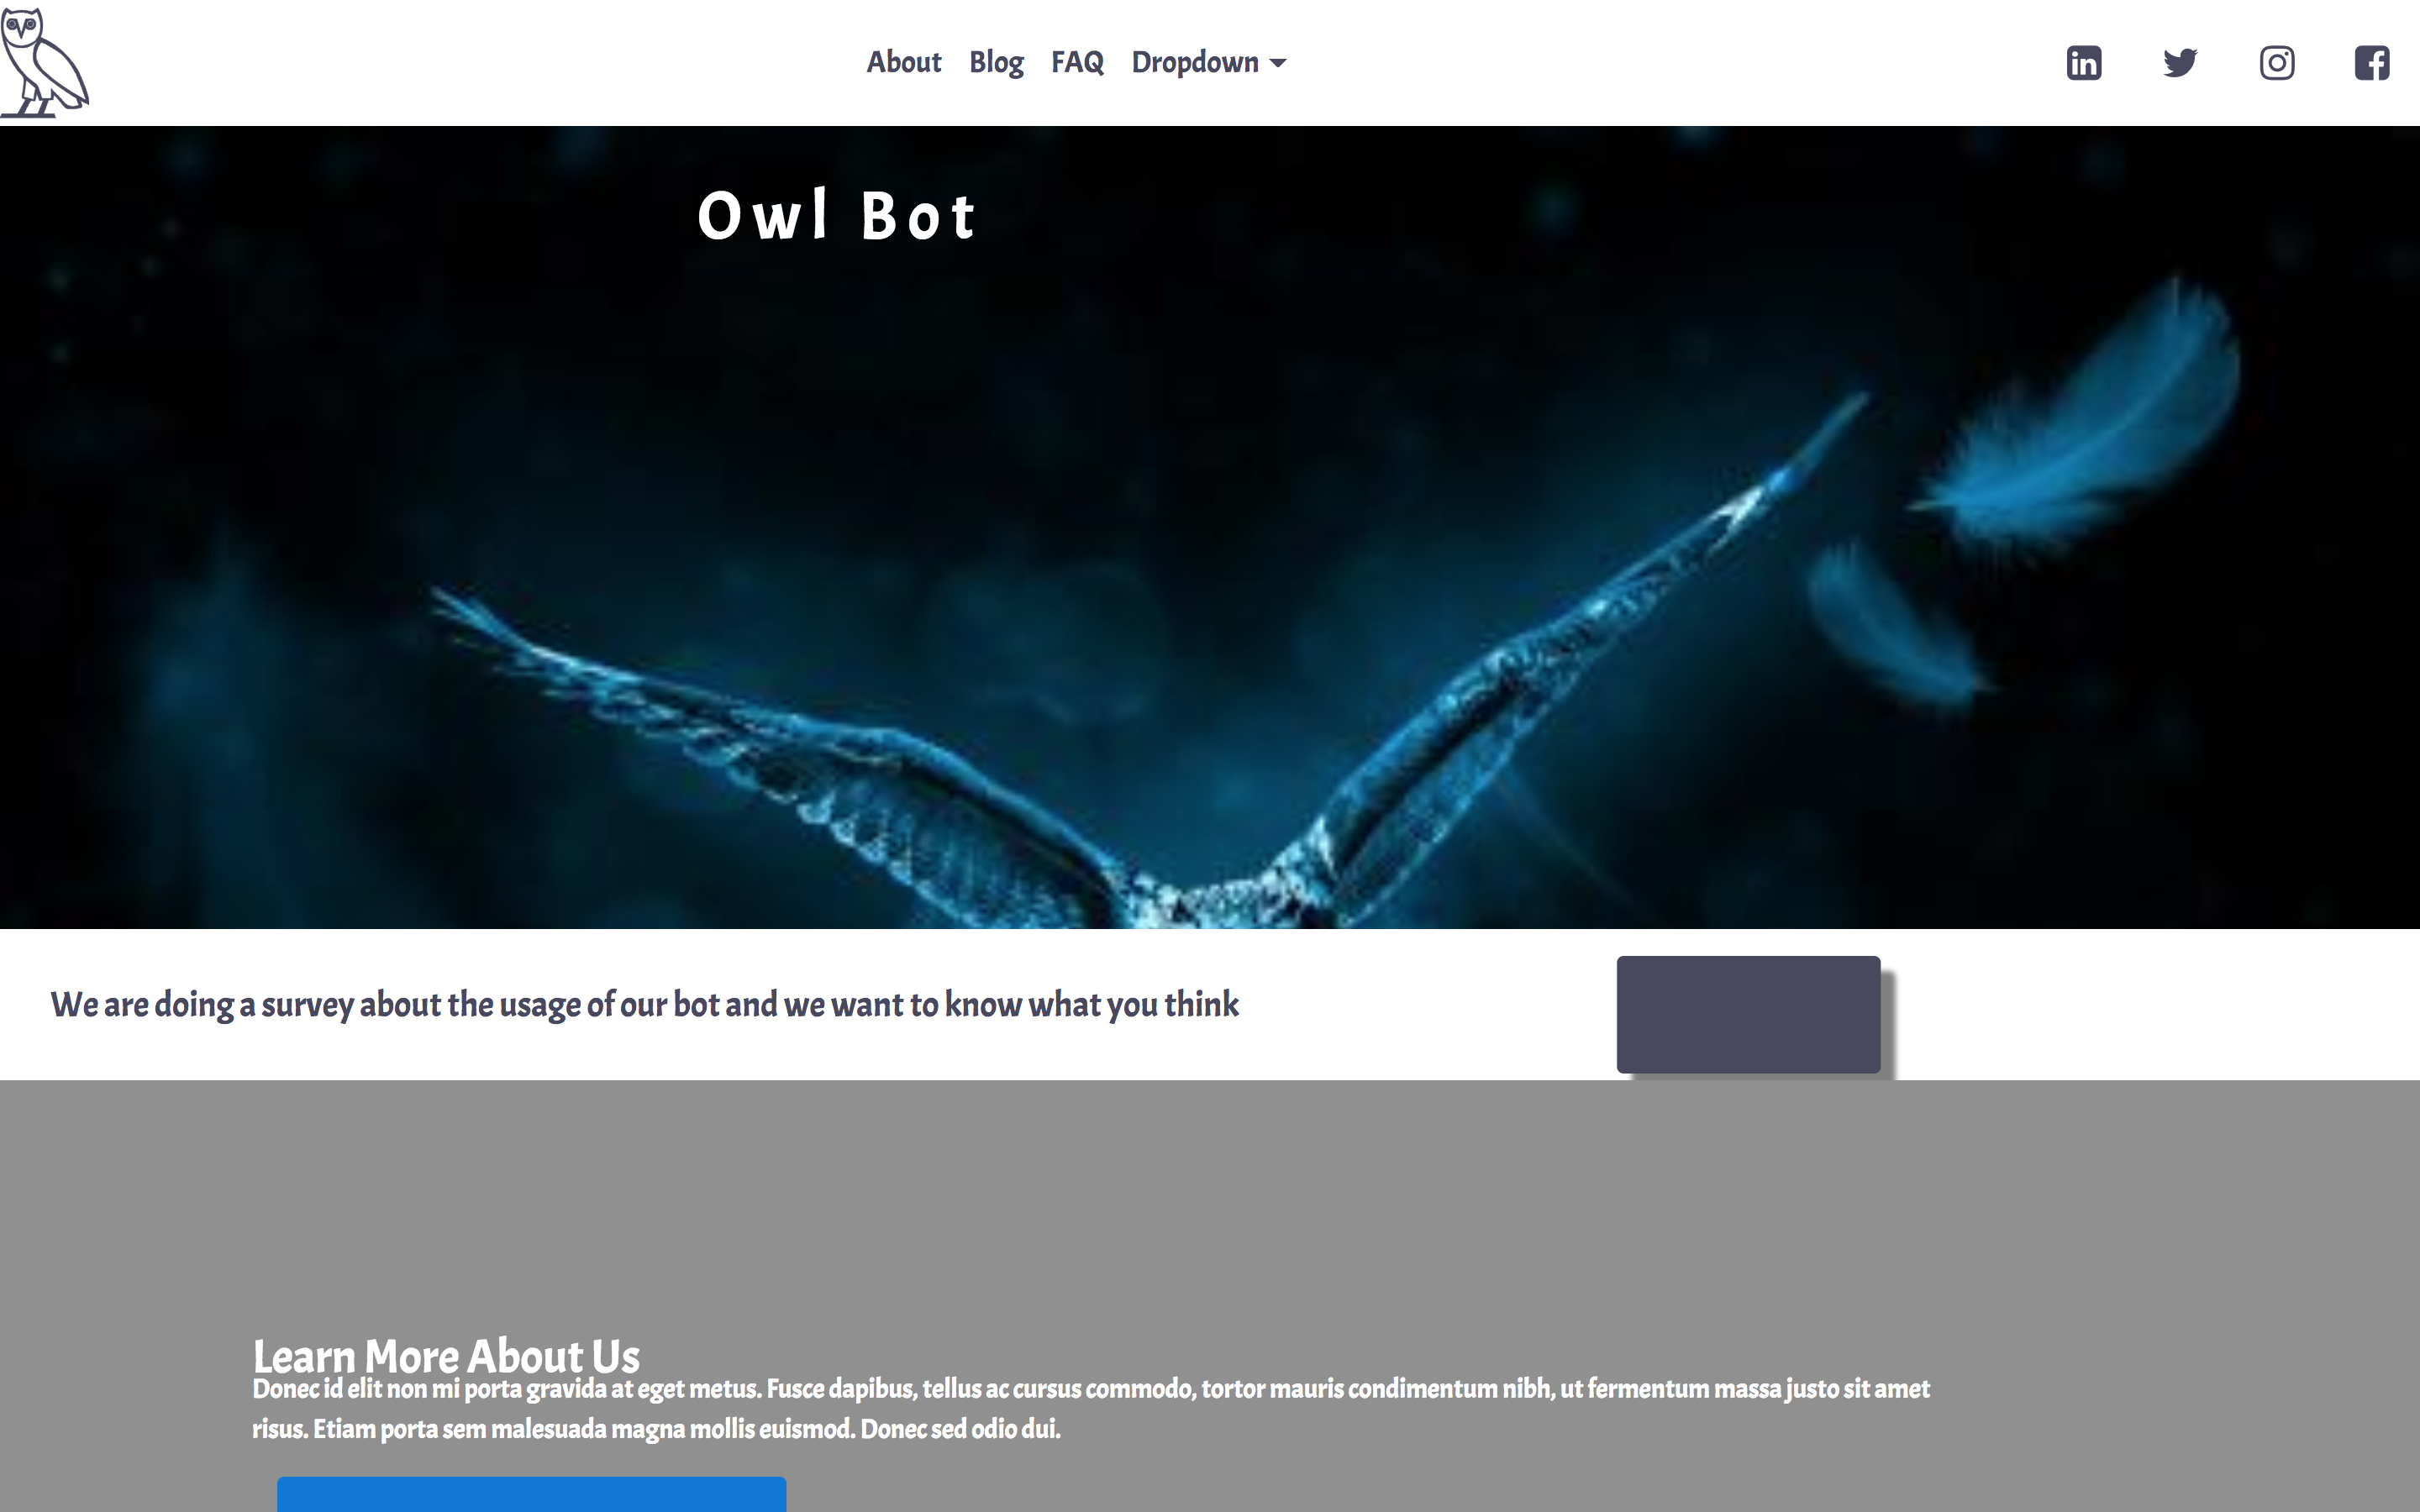 About Blog FAQ Dropdown
Owl Bot
We are doing a survey about the usage of our bot and we want to know what you think
Learn More About Us
Donec id elit non mi porta gravida at eget metus. Fusce dapibus, tellus ac cursus commodo, tortor mauris condimentum nibh, ut fermentum massa justo sit amet
risus. Etiam porta sem malesuada magna mollis euismod. Donec sed odio dui.